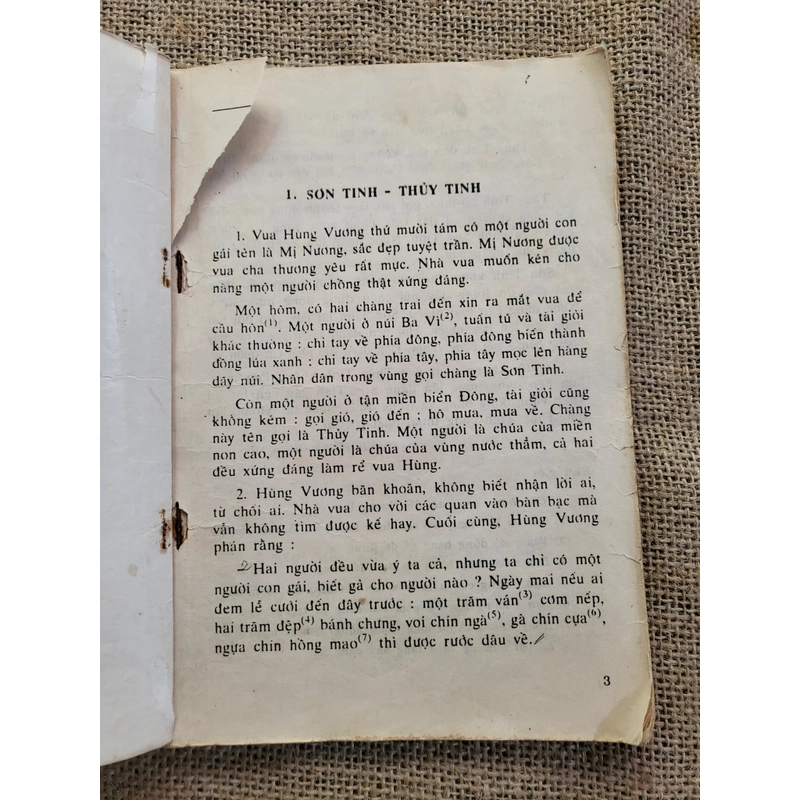 1. SƠN TINH - THỦY TINH
1. Vua Hùng Vương thứ mười tám có một người con
gái tên là Mị Nương, sắc đẹp tuyệt trần. Mị Nương được
vua cha thương yêu rất mực. Nhà vua muốn kén cho
nàng một người chồng thật xứng đáng.
Một hôm, có hai chàng trai đến xin ra mắt vua để
cầu hôn(1). Một người ở núi Ba Vì(2), tuấn tú và tài giỏi
khác thường : chỉ tay về phía đông, phía đông biến thành
đồng lúa xanh : chỉ tay về phía tây, phía tây mọc lên hàng
dãy núi. Nhân dân trong vùng gọi chàng là Sơn Tinh.
Còn một người ở tận miền biển Đông, tài giỏi cũng
không kém : gọi gió, gió đến ; hô mưa, mưa về. Chàng
này tên gọi là Thủy Tinh. Một người là chúa của miền
non cao, một người là chúa của vùng nước thẳm, cả hai
đều xứng đáng làm rể vua Hùng.
2. Hùng Vương băn khoăn, không biết nhận lời ai,
từ chối ai. Nhà vua cho vời các quan vào bàn bạc mà
vẫn không tìm được kế hay. Cuối cùng, Hùng Vương
phán rằng :
Hai người đều vừa ý ta cả, nhưng ta chỉ có một
người con gái, biết gả cho người nào ? Ngày mai nếu ai
đem lễ cưới đến đây trước : một trăm ván(3) cơm nếp,
hai trăm đệp(4) bánh chưng, voi chín ngà(5), gà chín cựa(6),
ngựa chín hồng mao(7) thì được rước dâu về.
3